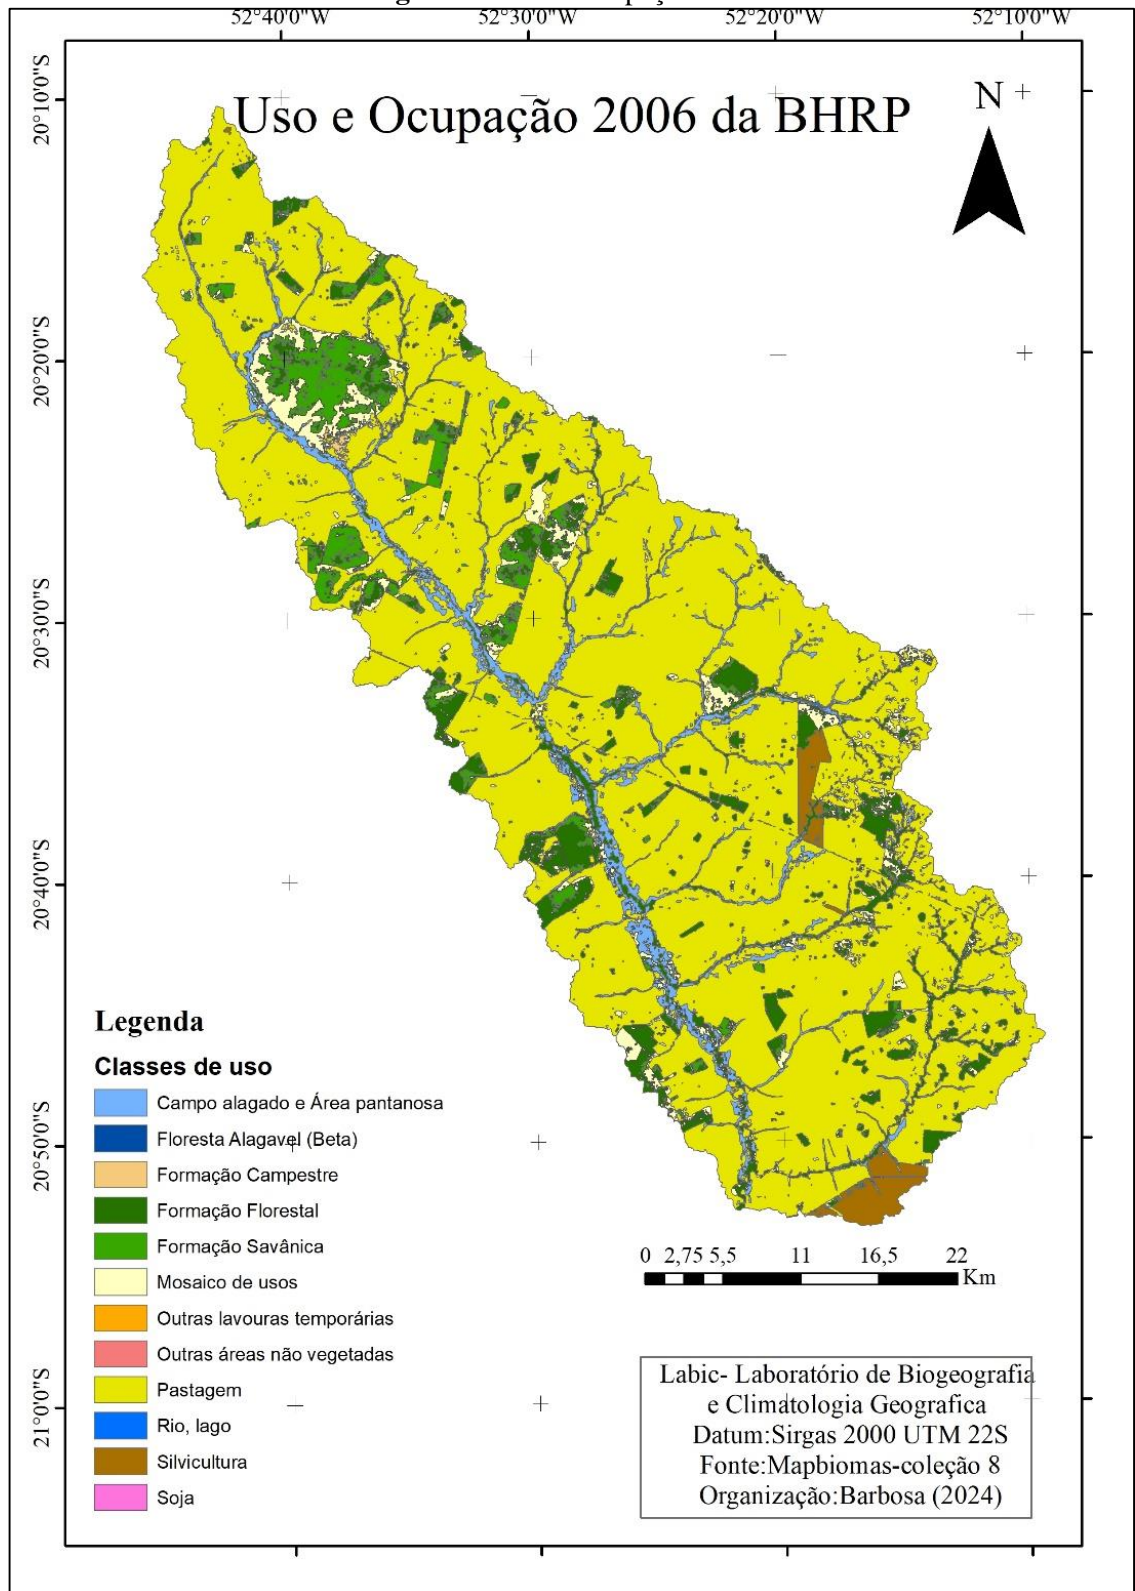 52°40'0"W 52°30'0"W 52°20'0"W 52°10'0"W
Uso e Ocupação 2006 da BHRP
N
20°10'0"S
20°20'0"S
20°30'0"S
20°40'0"S
20°50'0"S
21°0'0"S
Legenda
Classes de uso
Campo alagado e Área pantanosa
Floresta Alagavel (Beta)
Formação Campestre
Formação Florestal
Formação Savânica
Mosaico de usos
Outras lavouras temporárias
Outras áreas não vegetadas
Pastagem
Rio, lago
Silvicultura
Soja
0 2,75 5,5 11 16,5 22
Km
Labic- Laboratório de Biogeografia
e Climatologia Geografica
Datum:Sirgas 2000 UTM 22S
Fonte:Mapbiomas-coleção 8
Organização:Barbosa (2024)